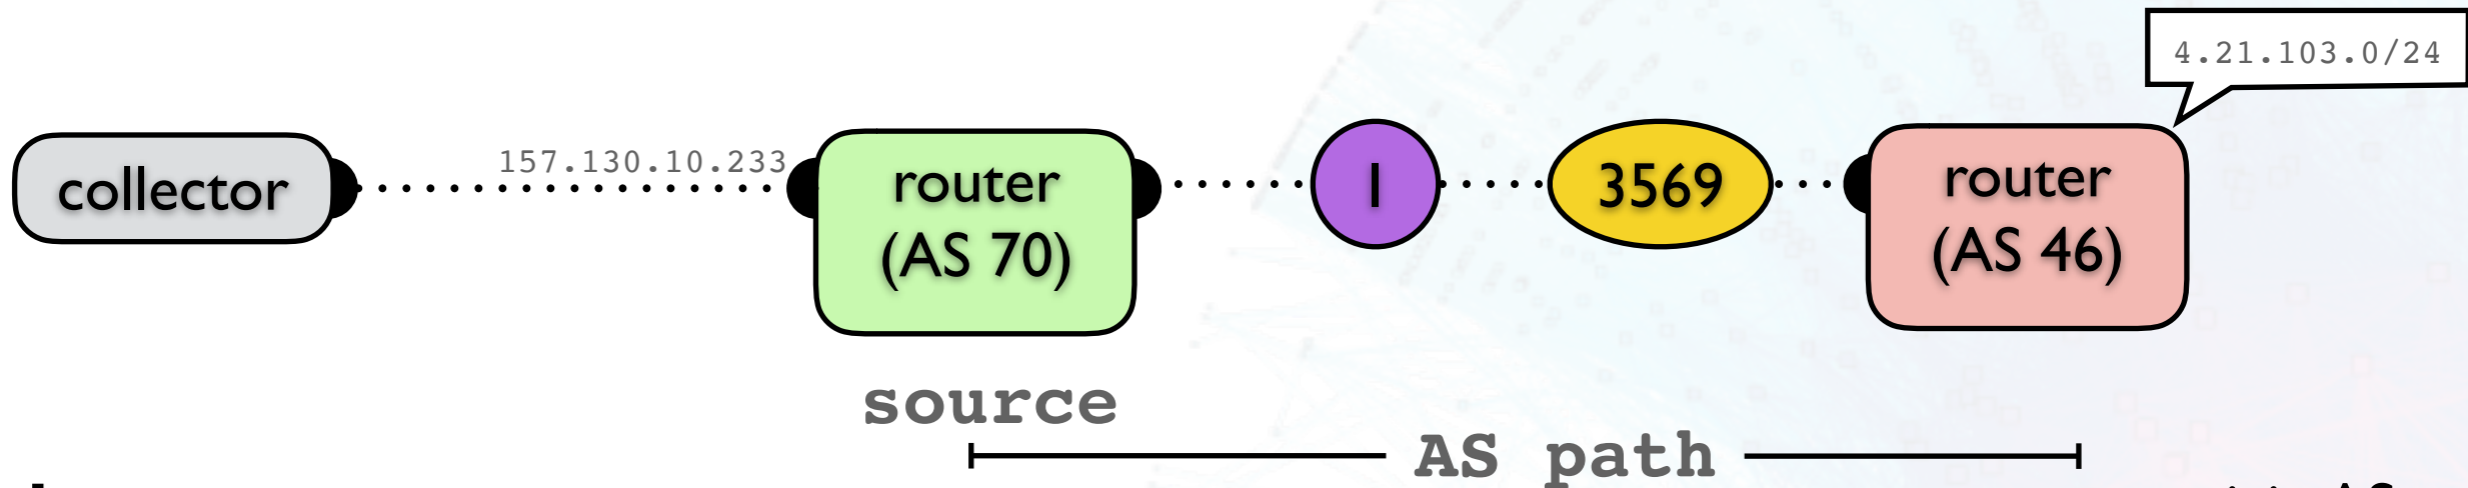 4.21.103.0/24
collector
157.130.10.233
router
(AS 70)
1
3569
router
(AS 46)
source
AS path